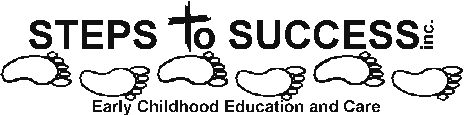 STEPS to SUCCESS inc.
Early Childhood Education and Care